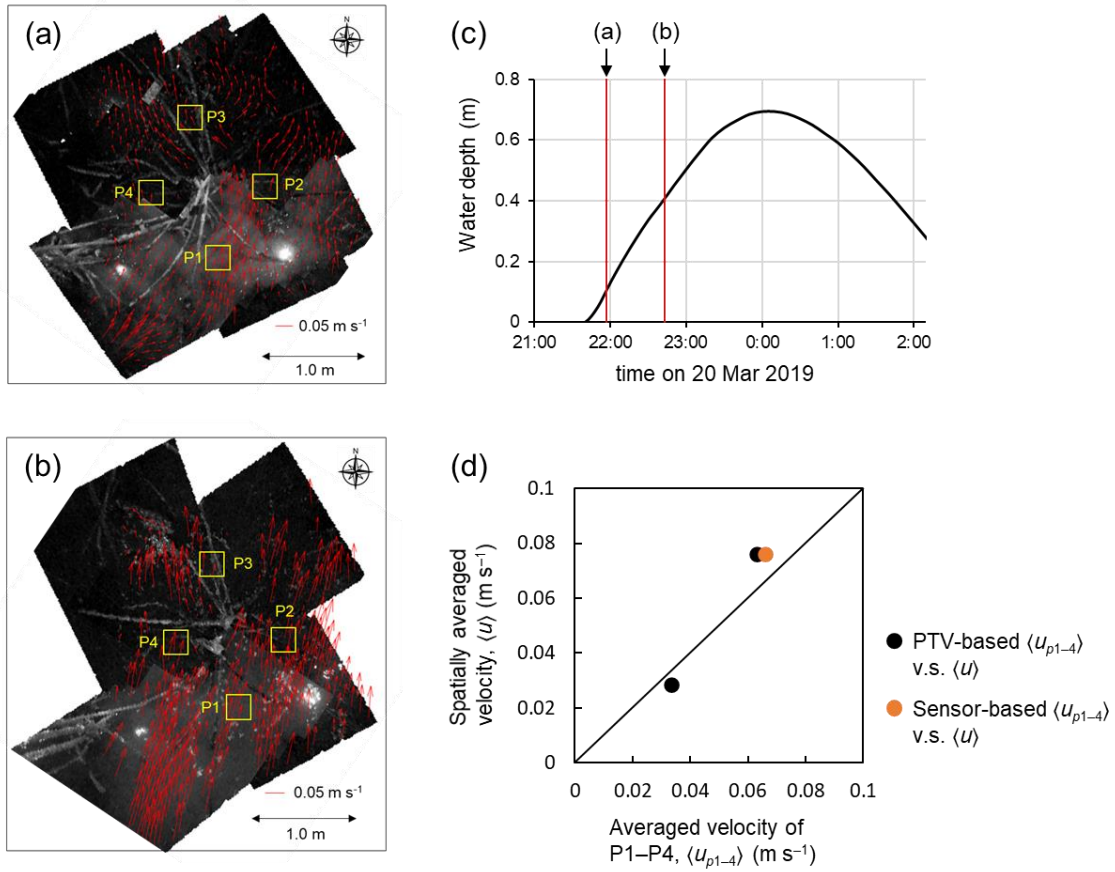 (a)
N
P3
P4
P2
P1
0.05 m s⁻¹
1.0 m
(b)
N
P3
P2
P4
P1
0.05 m s⁻¹
1.0 m
(c)
(a) (b)
Water depth (m)
0.8
0.6
0.4
0.2
0
21:00 22:00 23:00 0:00 1:00 2:00
time on 20 Mar 2019
(d)
Spatially averaged
velocity, ⟨u⟩ (m s⁻¹)
0.1
0.08
0.06
0.04
0.02
0
0 0.02 0.04 0.06 0.08 0.1
Averaged velocity of
P1–P4, ⟨uₚ₁₋₄⟩ (m s⁻¹)
PTV-based ⟨uₚ₁₋₄⟩
v.s. ⟨u⟩
Sensor-based ⟨uₚ₁₋₄⟩
v.s. ⟨u⟩